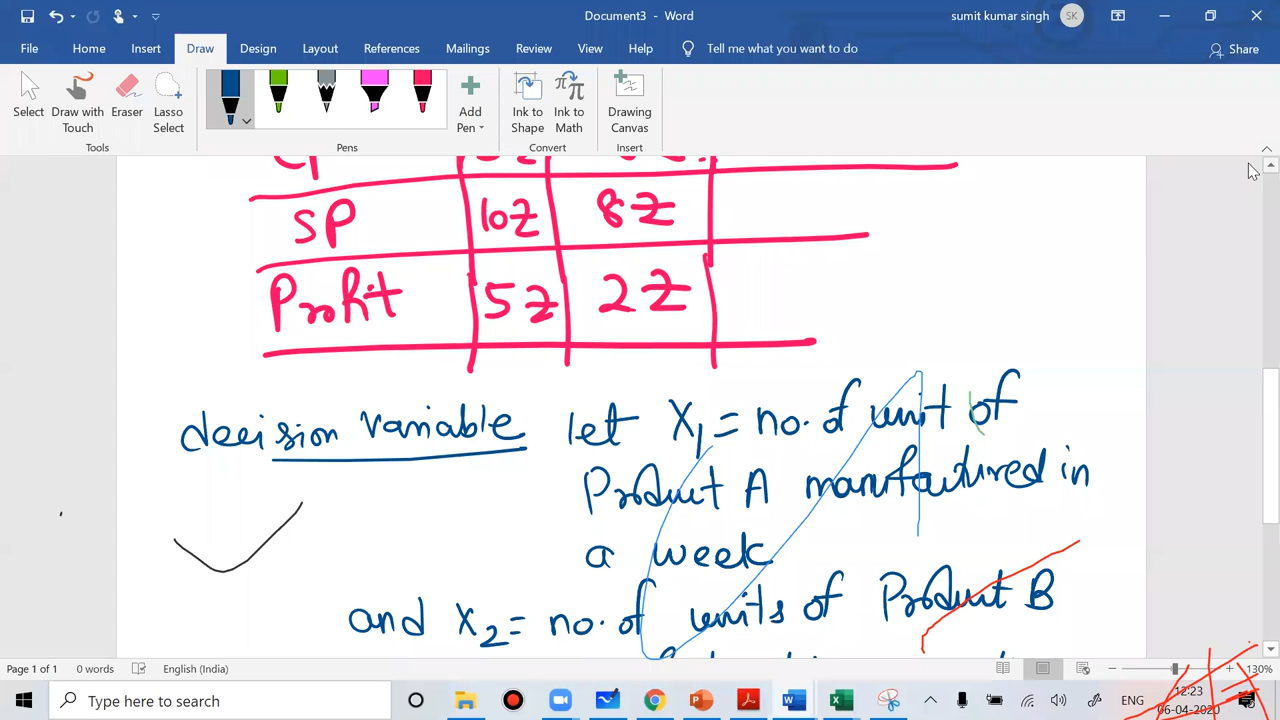 Document3 - Word
sumit kumar singh
SK
File Home Insert Draw Design Layout References Mailings Review View Help Tell me what you want to do Share
Select Draw with Touch Eraser Lasso Select Add Pen Ink to Shape Ink to Math Drawing Canvas
Tools Pens Convert Insert
SP 10z 8z
Profit 5z 2z
decision variable let X1 = no. of unit of
Product A manufactured in
a week
and X2 = no. of units of Product B
Page 1 of 1 0 words English (India) 130%
Type here to search ENG 12:23
06-04-2020